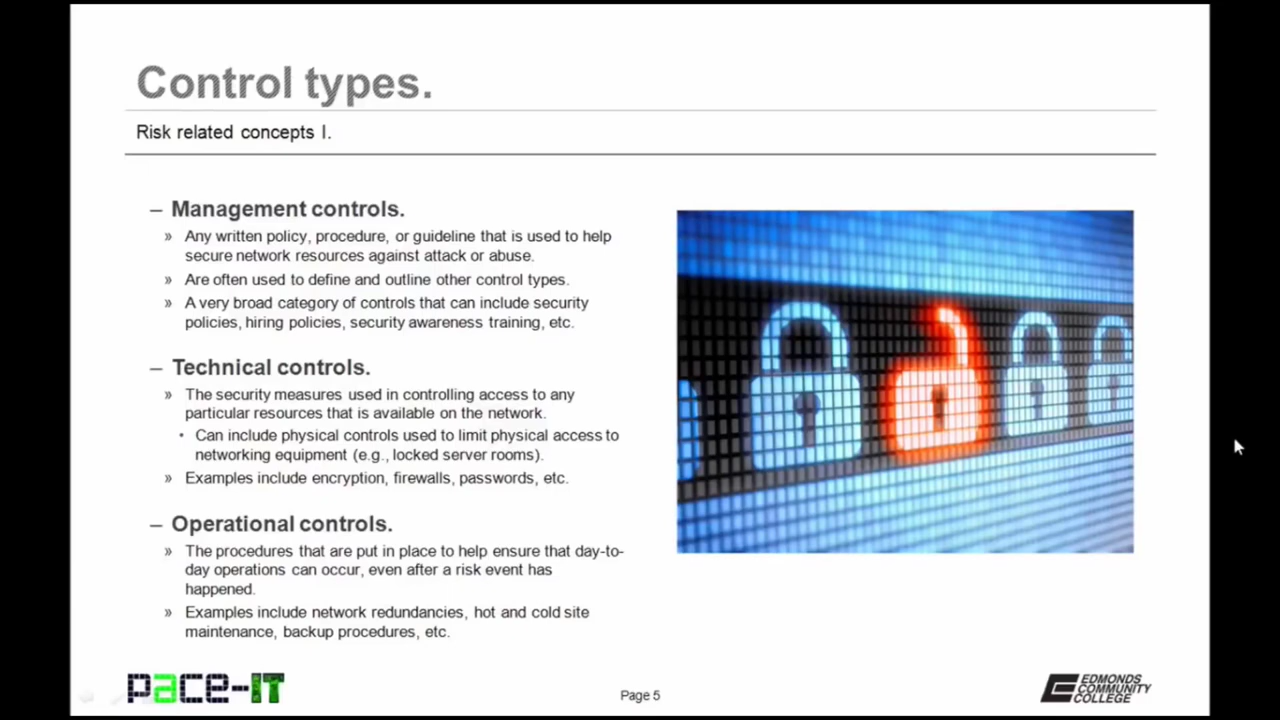 Control types.
Risk related concepts I.
– Management controls.
» Any written policy, procedure, or guideline that is used to help
secure network resources against attack or abuse.
» Are often used to define and outline other control types.
» A very broad category of controls that can include security
policies, hiring policies, security awareness training, etc.
– Technical controls.
» The security measures used in controlling access to any
particular resources that is available on the network.
• Can include physical controls used to limit physical access to
networking equipment (e.g., locked server rooms).
» Examples include encryption, firewalls, passwords, etc.
– Operational controls.
» The procedures that are put in place to help ensure that day-to-
day operations can occur, even after a risk event has
happened.
» Examples include network redundancies, hot and cold site
maintenance, backup procedures, etc.
pace-IT
Page 5
EDMONDS
COMMUNITY
COLLEGE